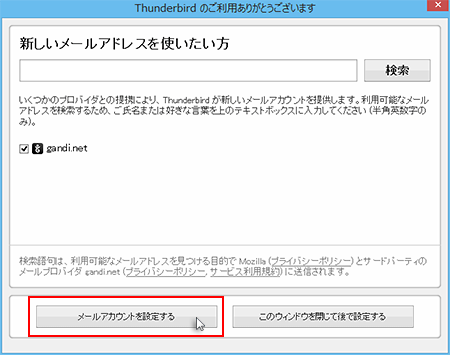 Thunderbird のご利用ありがとうございます
新しいメールアドレスを使いたい方
検索
いくつかのプロバイダとの提携により、Thunderbird が新しいメールアカウントを提供します。利用可能なメール
アドレスを検索するため、ご氏名または好きな言葉を上のテキストボックスに入力してください (半角英数字の
み)。
gandi.net
検索語句は、利用可能なメールアドレスを見つける目的で Mozilla (プライバシーポリシー) とサードパーティの
メールプロバイダ gandi.net (プライバシーポリシー, サービス利用規約) に送信されます。
メールアカウントを設定する
このウィンドウを閉じて後で設定する